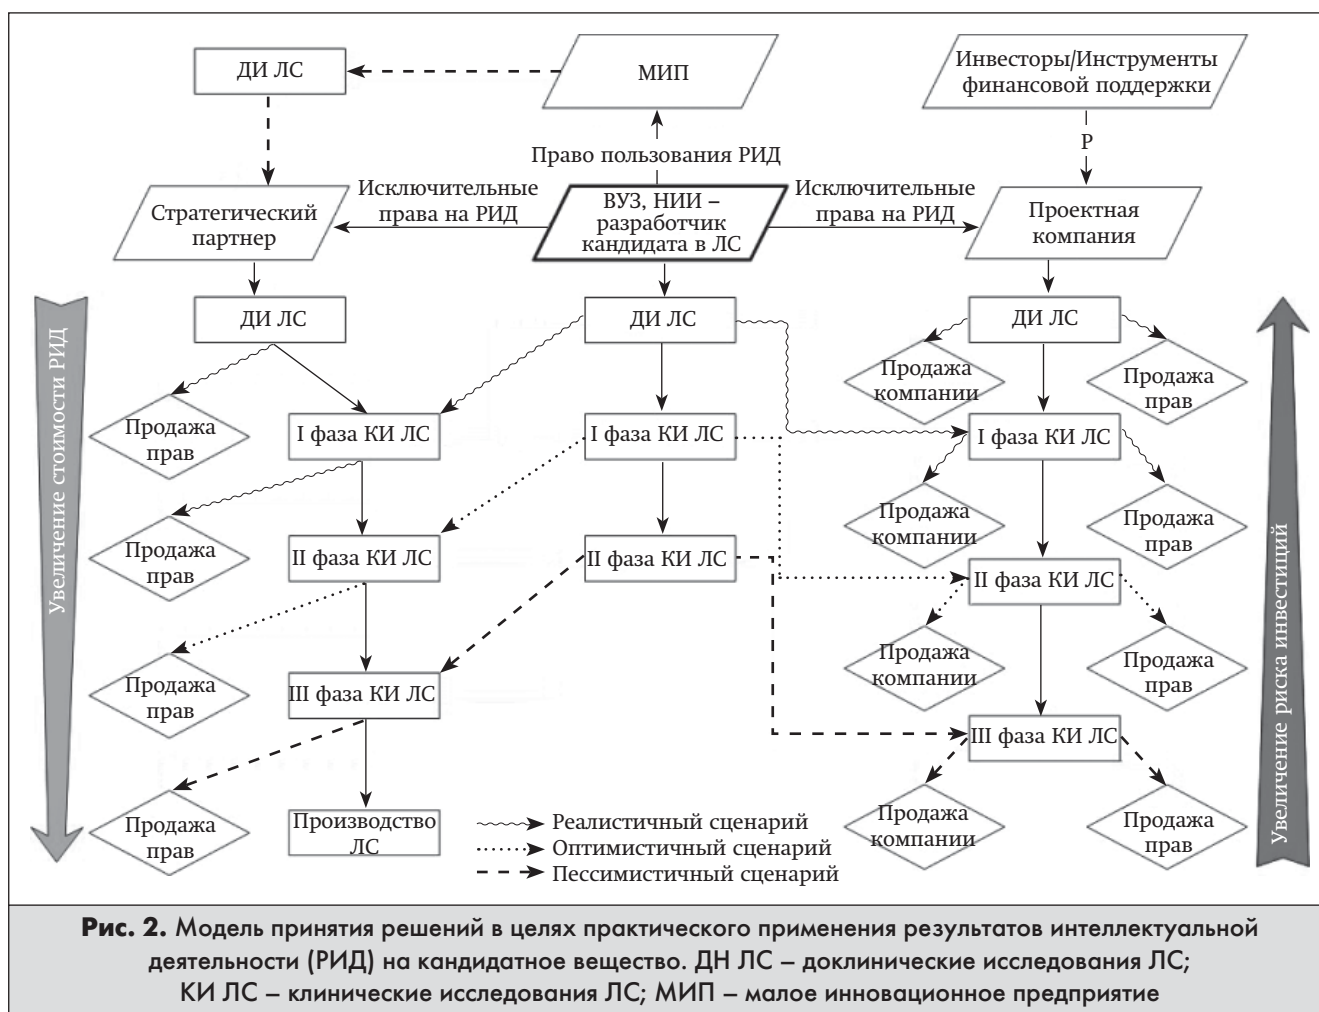 ДИ ЛС
МИП
Инвесторы/Инструменты
финансовой поддержки
Право пользования РИД
Р
Стратегический
партнер
Исключительные
права на РИД
ВУЗ, НИИ –
разработчик
кандидата в ЛС
Исключительные
права на РИД
Проектная
компания
Увеличение стоимости РИД
ДИ ЛС
ДИ ЛС
ДИ ЛС
Продажа
компании
Продажа
прав
Продажа
прав
I фаза КИ ЛС
I фаза КИ ЛС
I фаза КИ ЛС
Продажа
компании
Продажа
прав
Продажа
прав
II фаза КИ ЛС
II фаза КИ ЛС
II фаза КИ ЛС
Продажа
компании
Продажа
прав
Продажа
прав
III фаза КИ ЛС
III фаза КИ ЛС
Продажа
компании
Продажа
прав
Продажа
прав
Производство
ЛС
Увеличение риска инвестиций
Реалистичный сценарий
Оптимистичный сценарий
Пессимистичный сценарий
Рис. 2. Модель принятия решений в целях практического применения результатов интеллектуальной
деятельности (РИД) на кандидатное вещество. ДН ЛС – доклинические исследования ЛС;
КИ ЛС – клинические исследования ЛС; МИП – малое инновационное предприятие